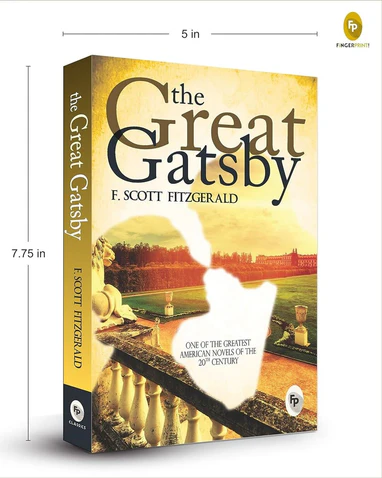 5 in
FP
FiNGERPRINT!
7.75 in
the
Great
Gatsby
F. SCOTT FITZGERALD
ONE OF THE GREATEST
AMERICAN NOVELS OF THE
20TH CENTURY
FP
the Great Gatsby
F. SCOTT FITZGERALD
FP
CLASSICS